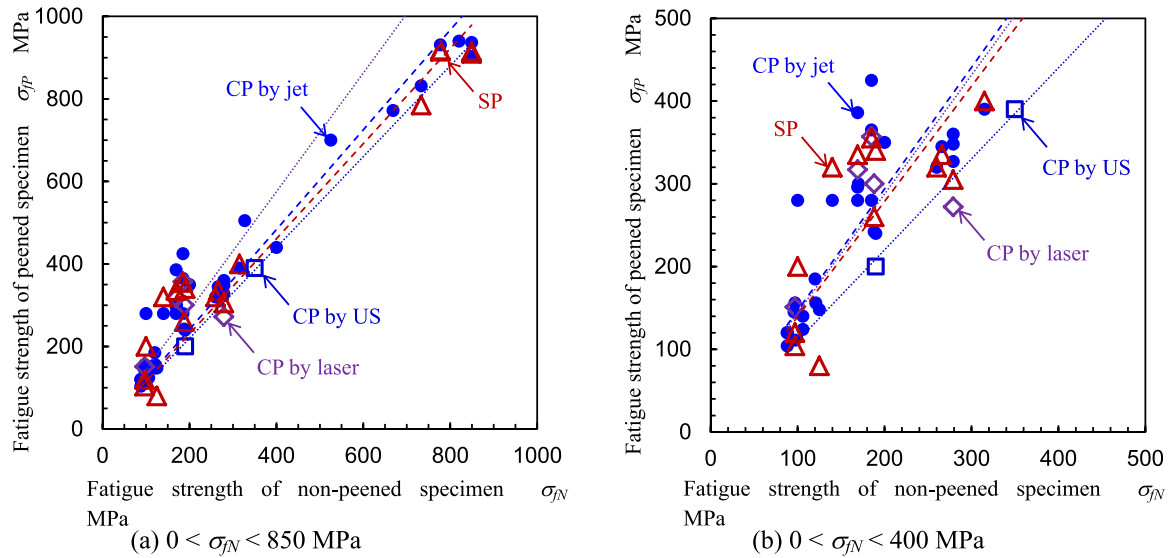 Fatigue strength of peened specimen σfP MPa
1000
800
600
400
200
0
0 200 400 600 800 1000
CP by jet
SP
CP by US
CP by laser
Fatigue strength of non-peened specimen σfN
MPa
(a) 0 < σfN < 850 MPa
Fatigue strength of peened specimen σfP MPa
500
400
300
200
100
0
0 100 200 300 400 500
CP by jet
SP
CP by US
CP by laser
Fatigue strength of non-peened specimen σfN
MPa
(b) 0 < σfN < 400 MPa